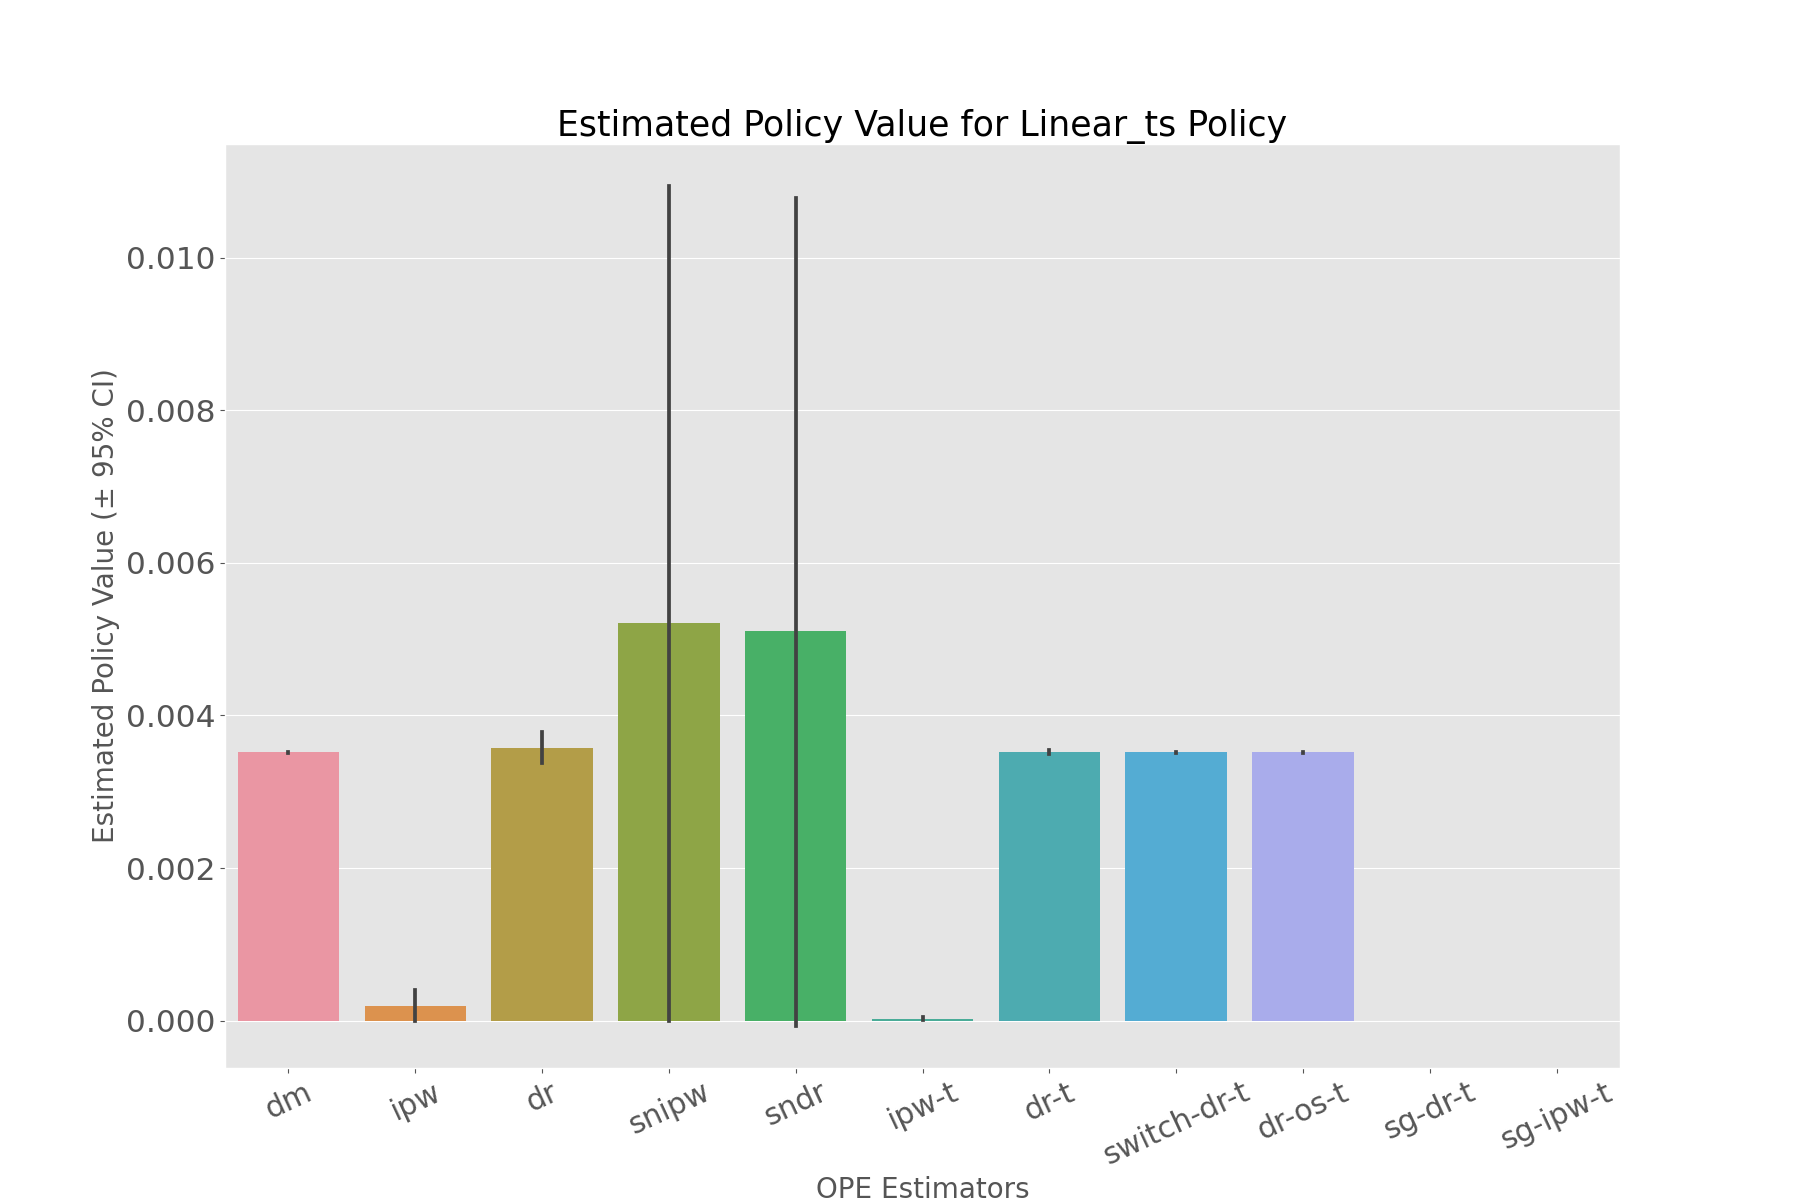 Estimated Policy Value for Linear_ts Policy
Estimated Policy Value (± 95% CI)
0.010
0.008
0.006
0.004
0.002
0.000
dm
ipw
dr
snipw
sndr
ipw-t
dr-t
switch-dr-t
dr-os-t
sg-dr-t
sg-ipw-t
OPE Estimators